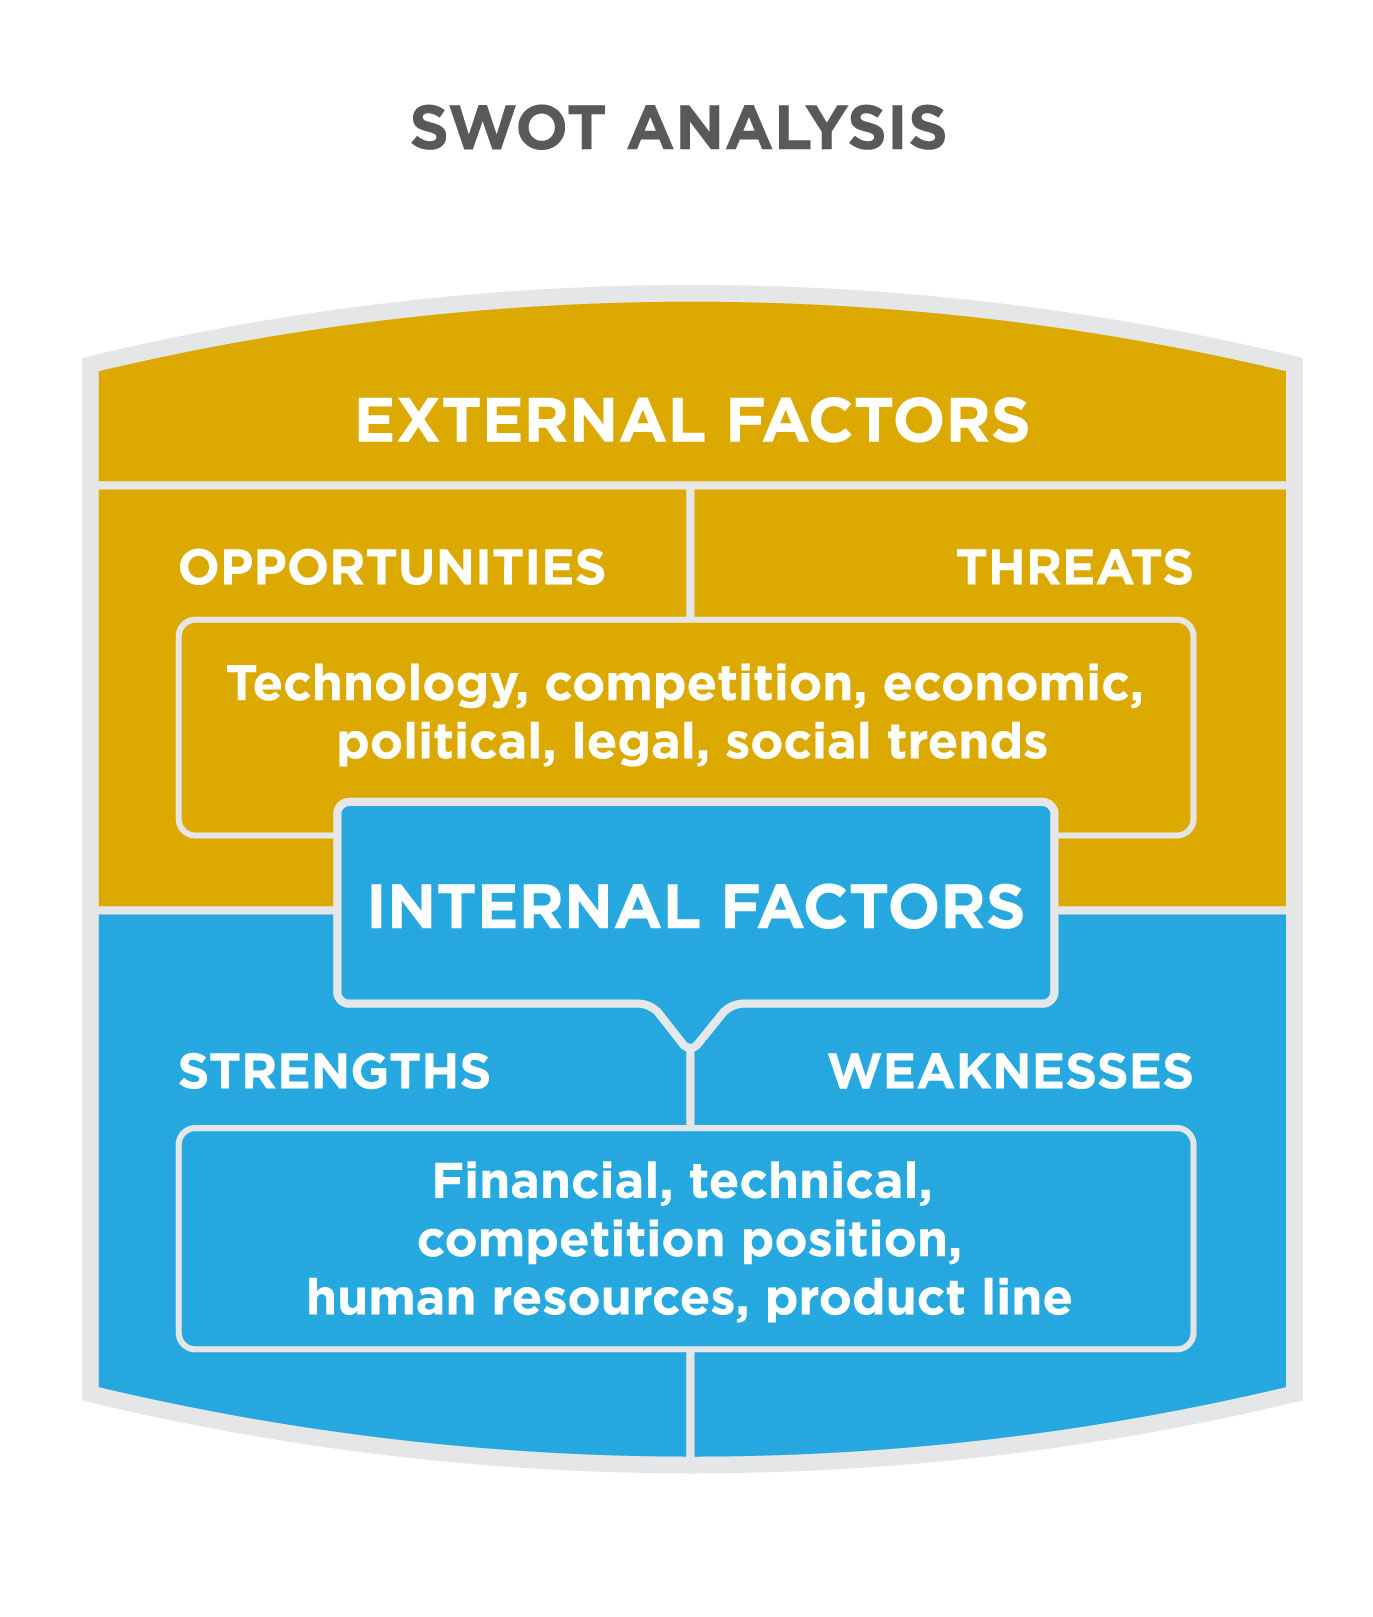 SWOT ANALYSIS
EXTERNAL FACTORS
OPPORTUNITIES
THREATS
Technology, competition, economic,
political, legal, social trends
INTERNAL FACTORS
STRENGTHS
WEAKNESSES
Financial, technical,
competition position,
human resources, product line